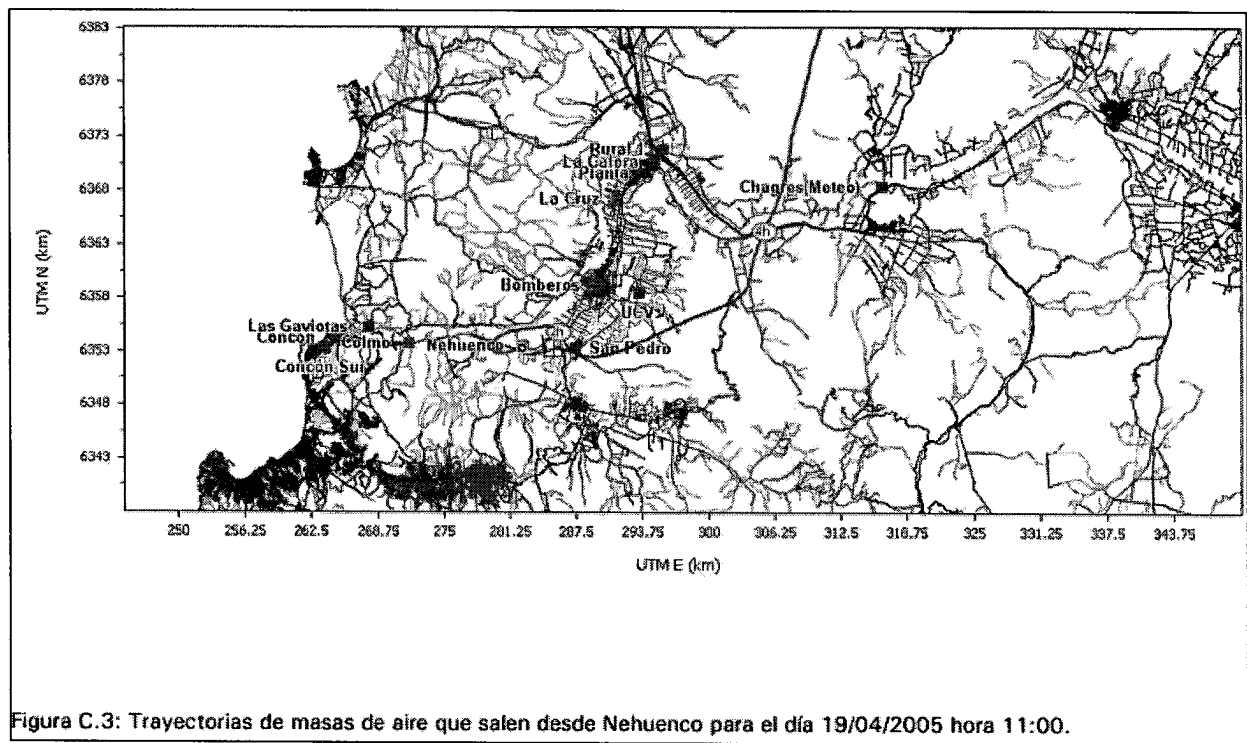 6383
6378
6373
6368
6363
6358
6353
6348
6343
UTM N (km)
Rural 1
La Calera
Planta
La Cruz
Chagres(Meteo)
4h
Bomberos
UCV
Las Gaviotas
Concón
Colmo
Nehuenco
San Pedro
Concón Sur
250
256.25
262.5
268.75
275
281.25
287.5
293.75
300
306.25
312.5
318.75
325
331.25
337.5
343.75
UTM E (km)
Figura C.3: Trayectorias de masas de aire que salen desde Nehuenco para el día 19/04/2005 hora 11:00.